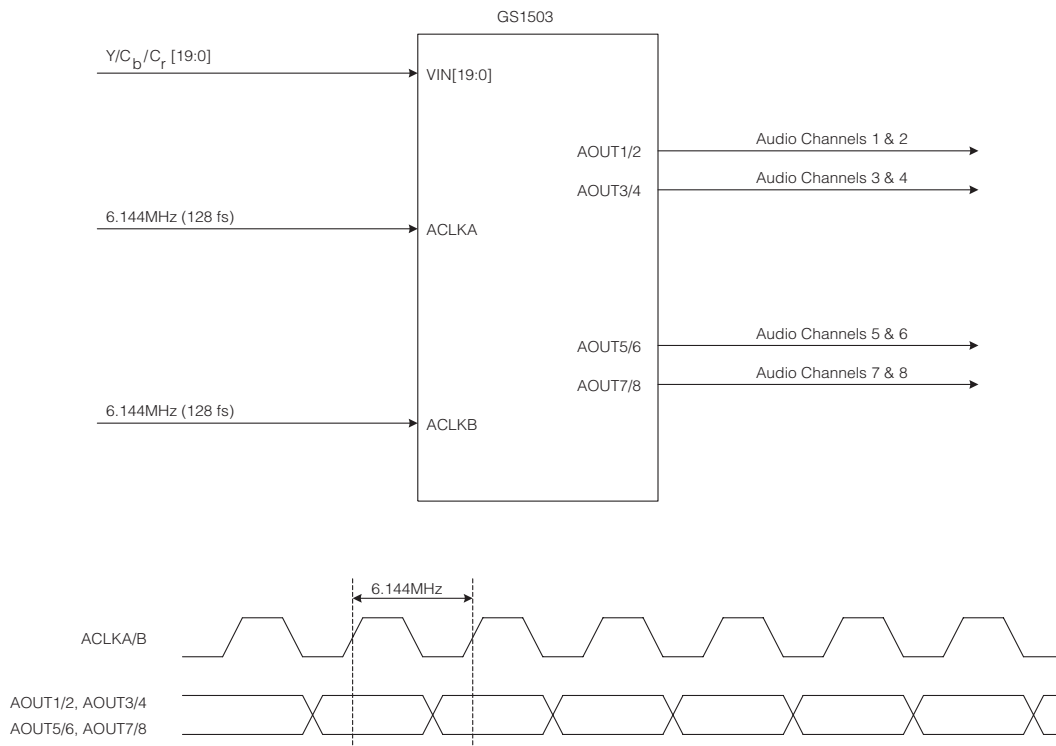 GS1503
Y/Cb/Cr [19:0]
VIN[19:0]
AOUT1/2
Audio Channels 1 & 2
AOUT3/4
Audio Channels 3 & 4
6.144MHz (128 fs)
ACLKA
AOUT5/6
Audio Channels 5 & 6
AOUT7/8
Audio Channels 7 & 8
6.144MHz (128 fs)
ACLKB
6.144MHz
ACLKA/B
AOUT1/2, AOUT3/4
AOUT5/6, AOUT7/8